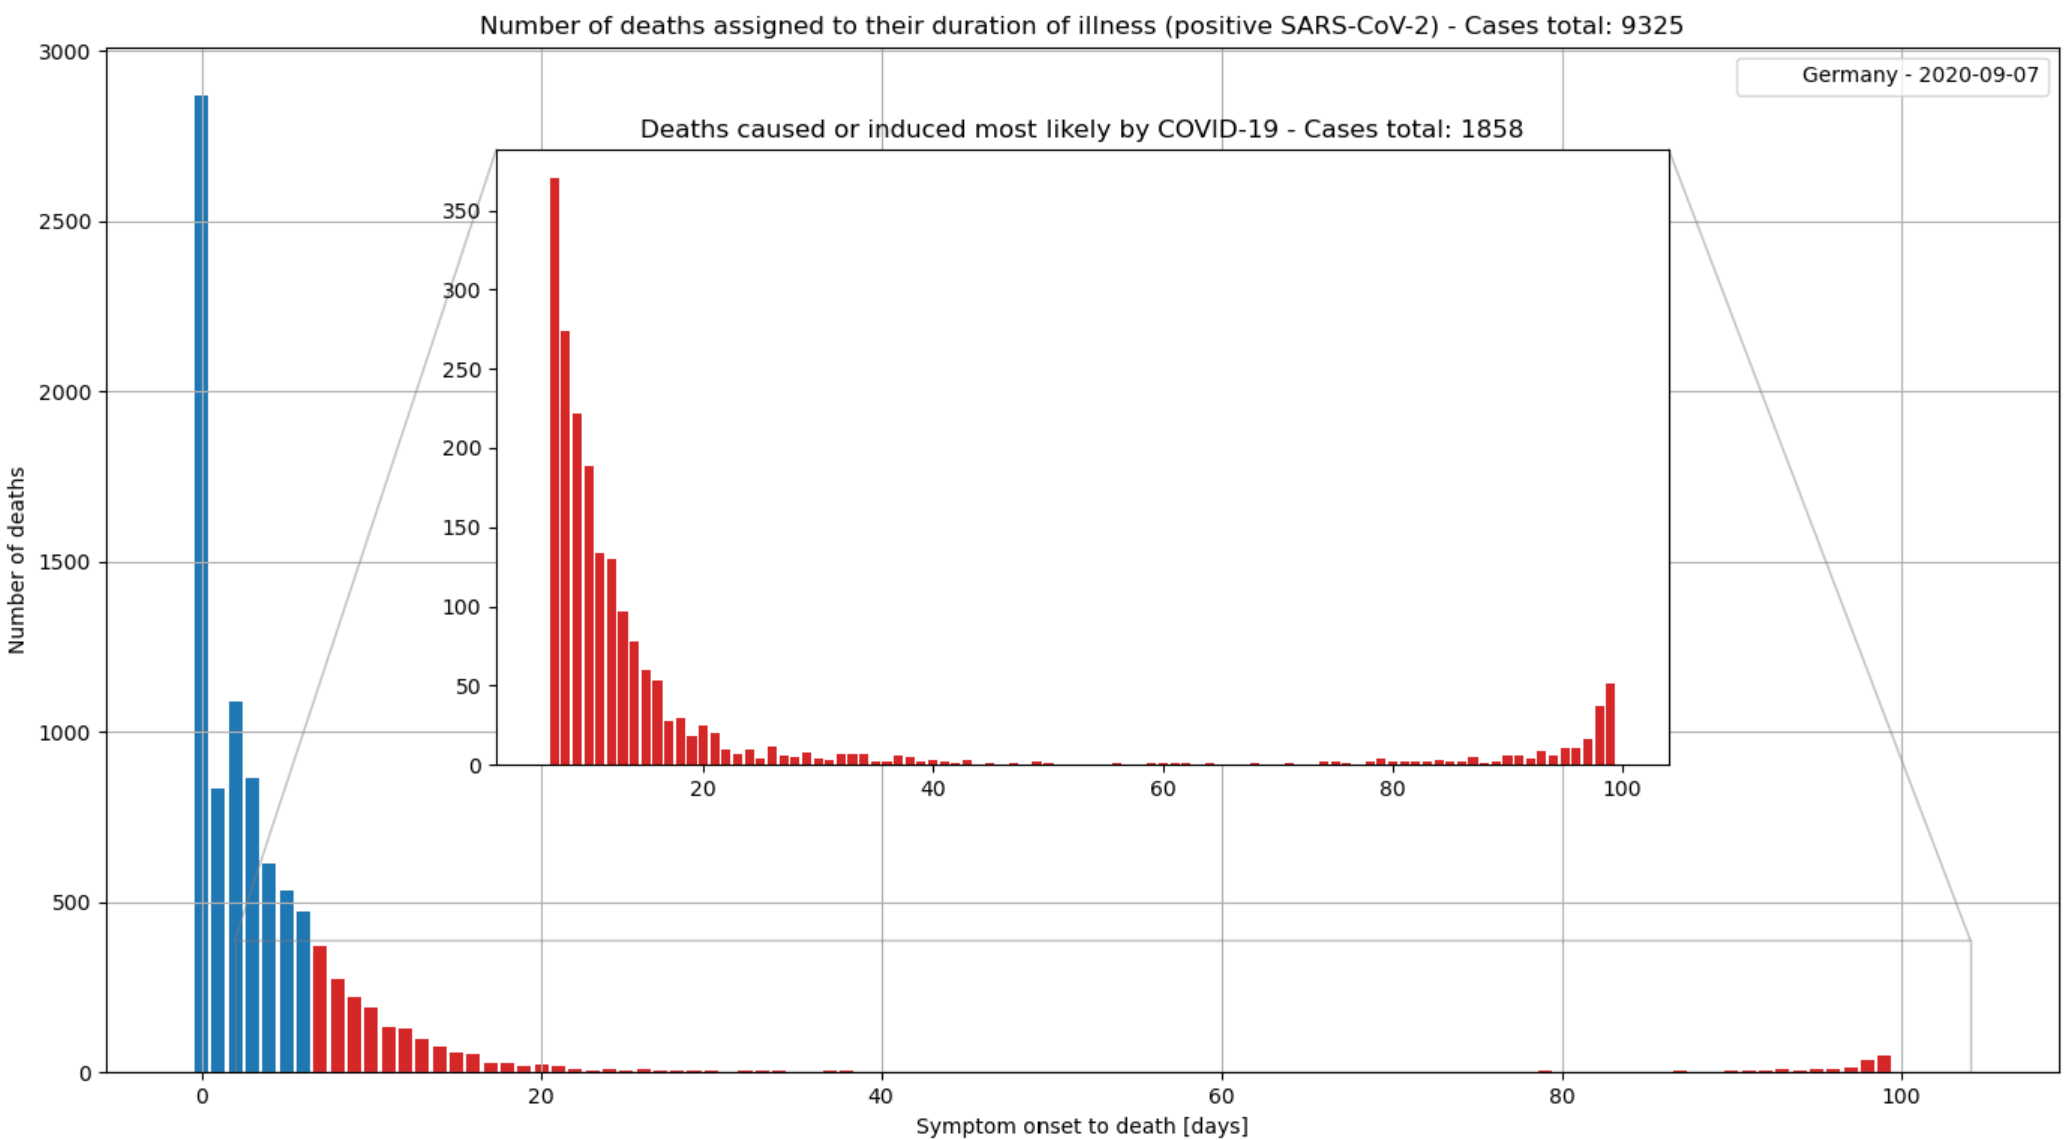 Number of deaths assigned to their duration of illness (positive SARS-CoV-2) - Cases total: 9325
Germany - 2020-09-07
Deaths caused or induced most likely by COVID-19 - Cases total: 1858
Number of deaths
3000
2500
2000
1500
1000
500
0
350
300
250
200
150
100
50
0
20 40 60 80 100
0 20 40 60 80 100
Symptom onset to death [days]